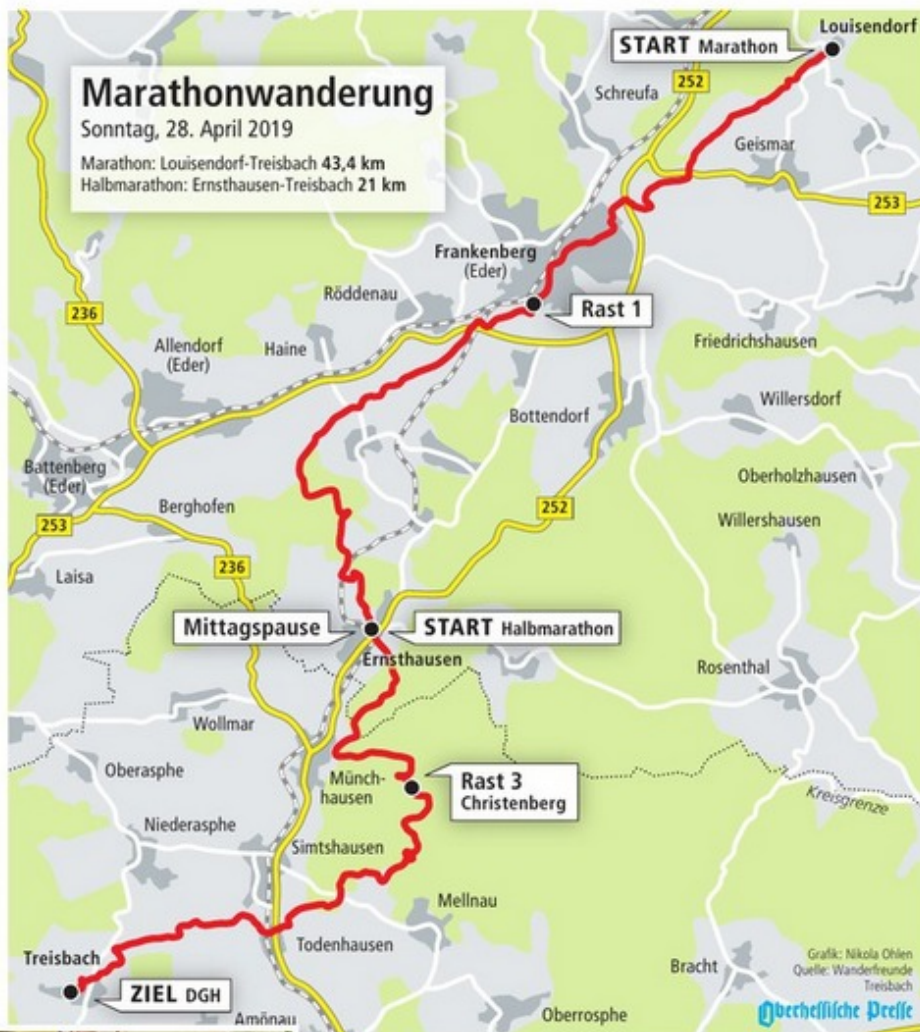 Louisendorf
START Marathon
252
Schreufa
Marathonwanderung
Sonntag, 28. April 2019
Marathon: Louisendorf-Treisbach 43,4 km
Halbmarathon: Ernsthausen-Treisbach 21 km
Geismar
253
Frankenberg
(Eder)
Röddenau
Rast 1
236
Allendorf
(Eder)
Haine
Friedrichshausen
Willersdorf
Bottendorf
Battenberg
(Eder)
Oberholzhausen
Berghofen
252
Willershausen
253
236
Laisa
Mittagspause
START Halbmarathon
Ernsthausen
Rosenthal
Wollmar
Oberasphe
Münch-
hausen
Rast 3
Christenberg
Kreisgrenze
Niederasphe
Simtshausen
Mellnau
Treisbach
Todenhausen
Bracht
Grafik: Nikola Ohlen
Quelle: Wanderfreunde
Treisbach
ZIEL DGH
Amönau
Oberrosphe
Oberhessische Presse